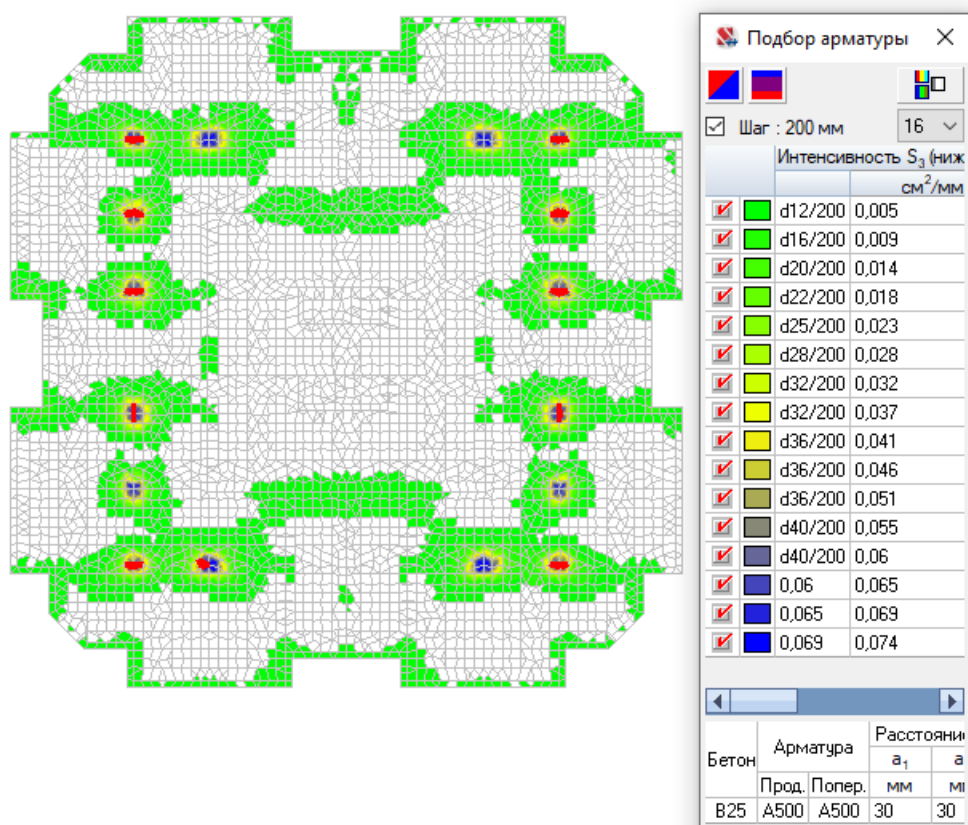 Подбор арматуры
Шаг : 200 мм 16
Интенсивность S3 (ниж
см2/мм
d12/200 0,005
d16/200 0,009
d20/200 0,014
d22/200 0,018
d25/200 0,023
d28/200 0,028
d32/200 0,032
d32/200 0,037
d36/200 0,041
d36/200 0,046
d36/200 0,051
d40/200 0,055
d40/200 0,06
0,06 0,065
0,065 0,069
0,069 0,074
Бетон Арматура Расстояни
a1 a
Прод. Попер. мм м
B25 A500 A500 30 30